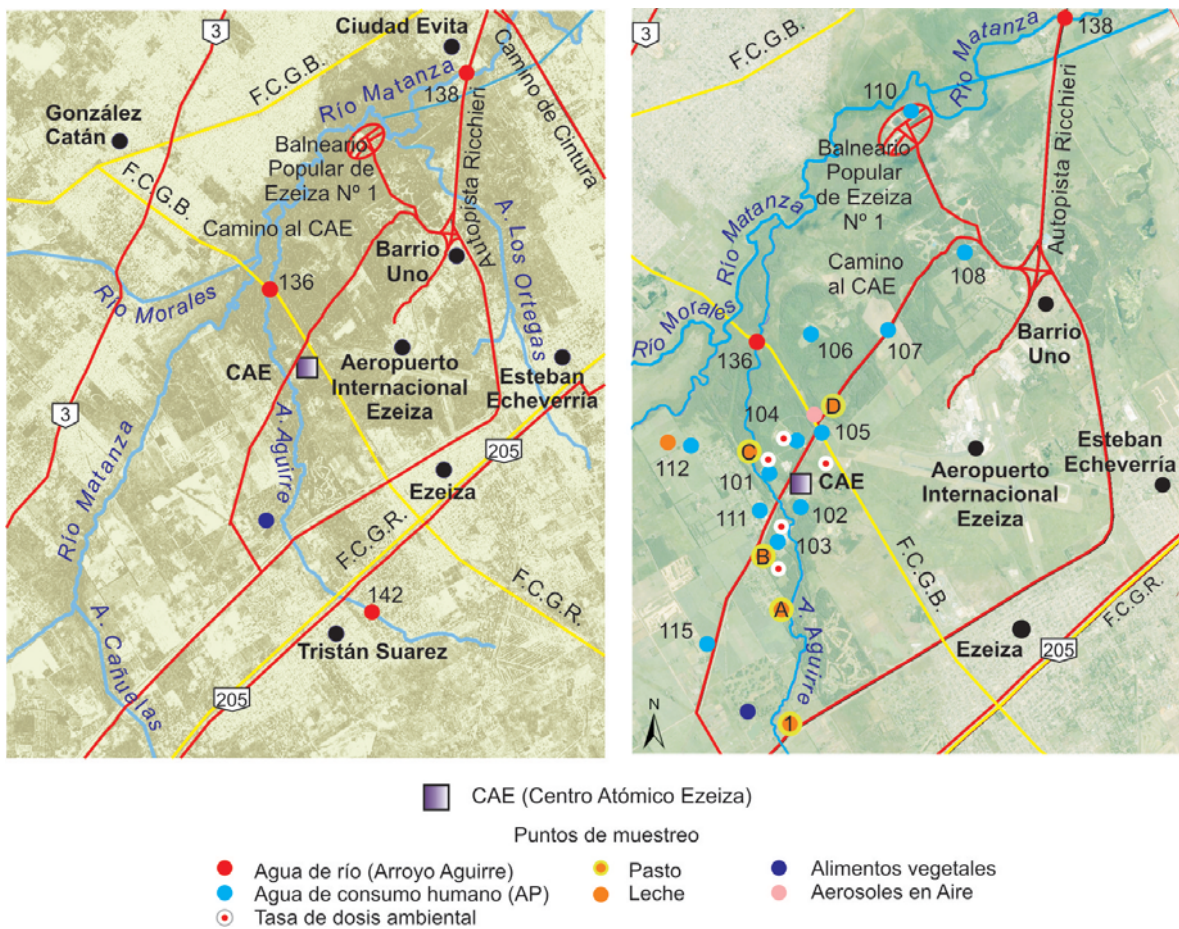 3
Ciudad Evita
Camino de Cintura
F.C.G.B.
Río Matanza
138
González
Catán
Balneario
Popular de
Ezeiza Nº 1
Autopista Ricchieri
F.C.G.B.
Camino al CAE
A. Los Ortegas
Barrio
Uno
136
Río Morales
CAE
Aeropuerto
Internacional
Ezeiza
Esteban
Echeverría
3
A. Aguirre
205
Río Matanza
Ezeiza
F.C.G.R.
F.C.G.R.
142
Tristán Suarez
A. Cañuelas
205
3
F.C.G.B.
Río Matanza
138
110
Balneario
Popular
de Ezeiza
Nº 1
Autopista Ricchieri
Río Matanza
108
Camino
al CAE
Río Morales
Barrio
Uno
136
106
107
D
104
105
C
112
101
CAE
Aeropuerto
Internacional
Ezeiza
Esteban
Echeverría
111
102
103
B
F.C.G.B.
A
A. Aguirre
115
Ezeiza
205
F.C.G.R.
N
1
CAE (Centro Atómico Ezeiza)
Puntos de muestreo
Agua de río (Arroyo Aguirre)
Agua de consumo humano (AP)
Tasa de dosis ambiental
Pasto
Leche
Alimentos vegetales
Aerosoles en Aire